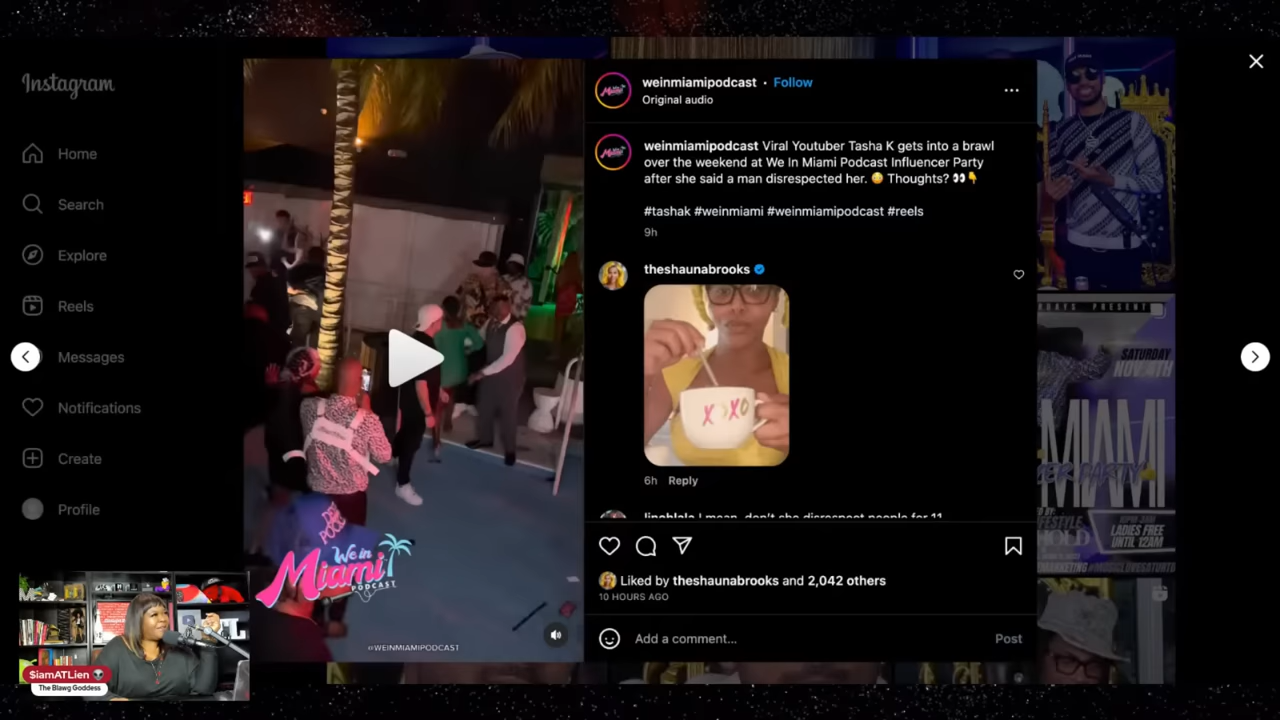 Instagram
Home
Search
Explore
Reels
Messages
Notifications
Create
Profile
weinmiamipodcast · Follow
Original audio
weinmiamipodcast Viral Youtuber Tasha K gets into a brawl
over the weekend at We In Miami Podcast Influencer Party
after she said a man disrespected her. 😳 Thoughts? 👀👇
#tashak #weinmiami #weinmiamipodcast #reels
9h
theshaunabrooks
XOXO
6h Reply
Liked by theshaunabrooks and 2,042 others
10 HOURS AGO
Add a comment...
Post
We in
Miami
PODCAST
@WEINMIAMIPODCAST
SATURDAY
NOV 4TH
MIAMI
LADIES FREE
UNTIL 12AM
$iamATLien
The Blawg Goddess